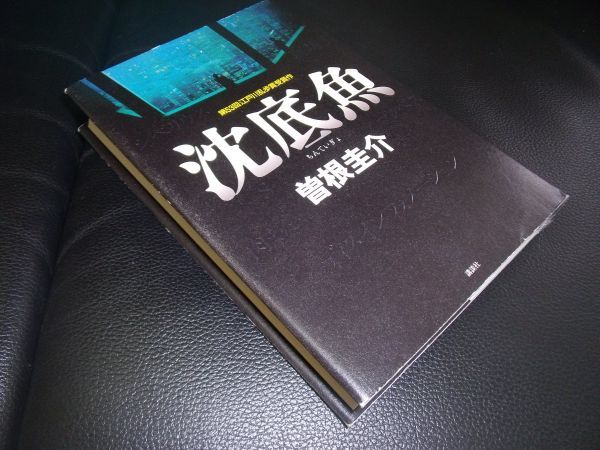 第53回江戸川乱歩賞受賞作
沈底魚
ちんていぎょ
曽根圭介
講談社